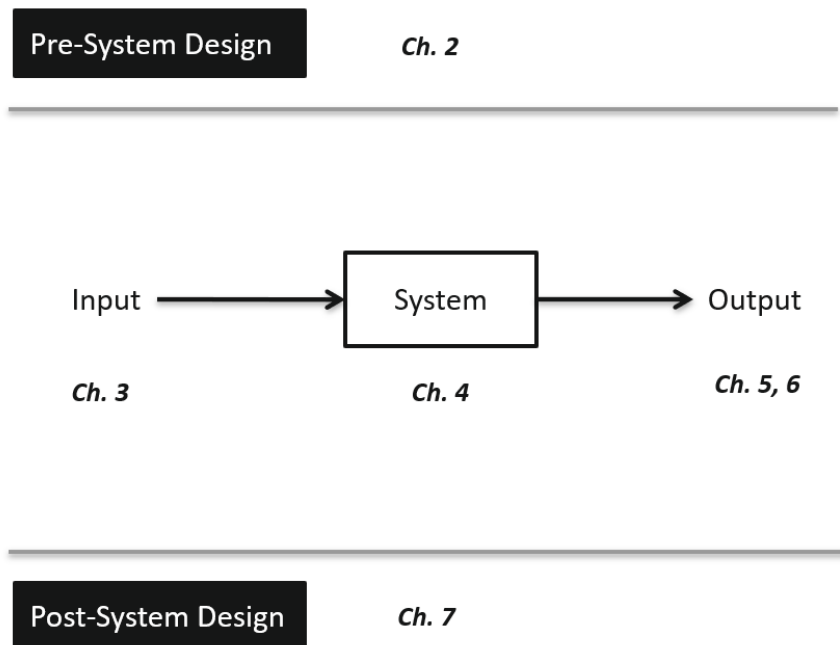 Pre-System Design Ch. 2
Input System Output
Ch. 3 Ch. 4 Ch. 5, 6
Post-System Design Ch. 7